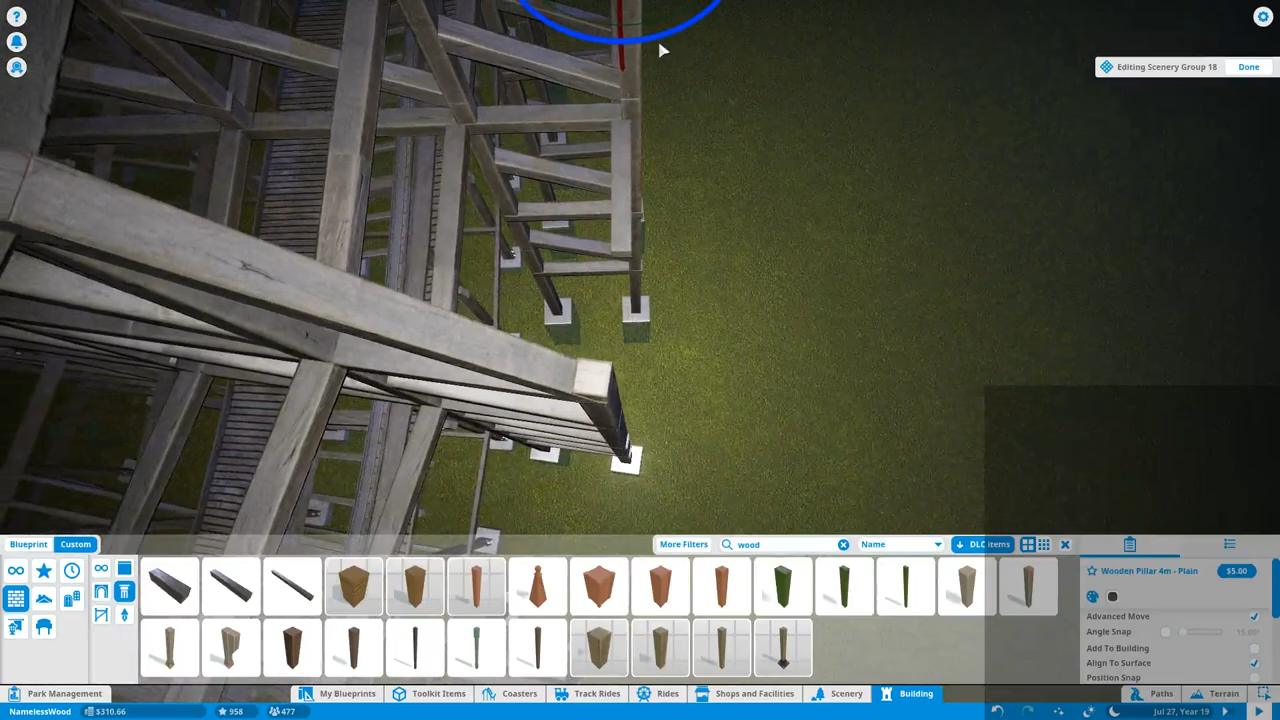 Editing Scenery Group 18
Done
Blueprint
Custom
More Filters
wood
Name
DLC items
Wooden Pillar 4m - Plain
$5.00
Advanced Move
Angle Snap
15.00°
Add To Building
Align To Surface
Position Snap
Park Management
My Blueprints
Toolkit Items
Coasters
Track Rides
Rides
Shops and Facilities
Scenery
Building
Paths
Terrain
NamelessWood
$310.66
958
477
Jul 27, Year 19